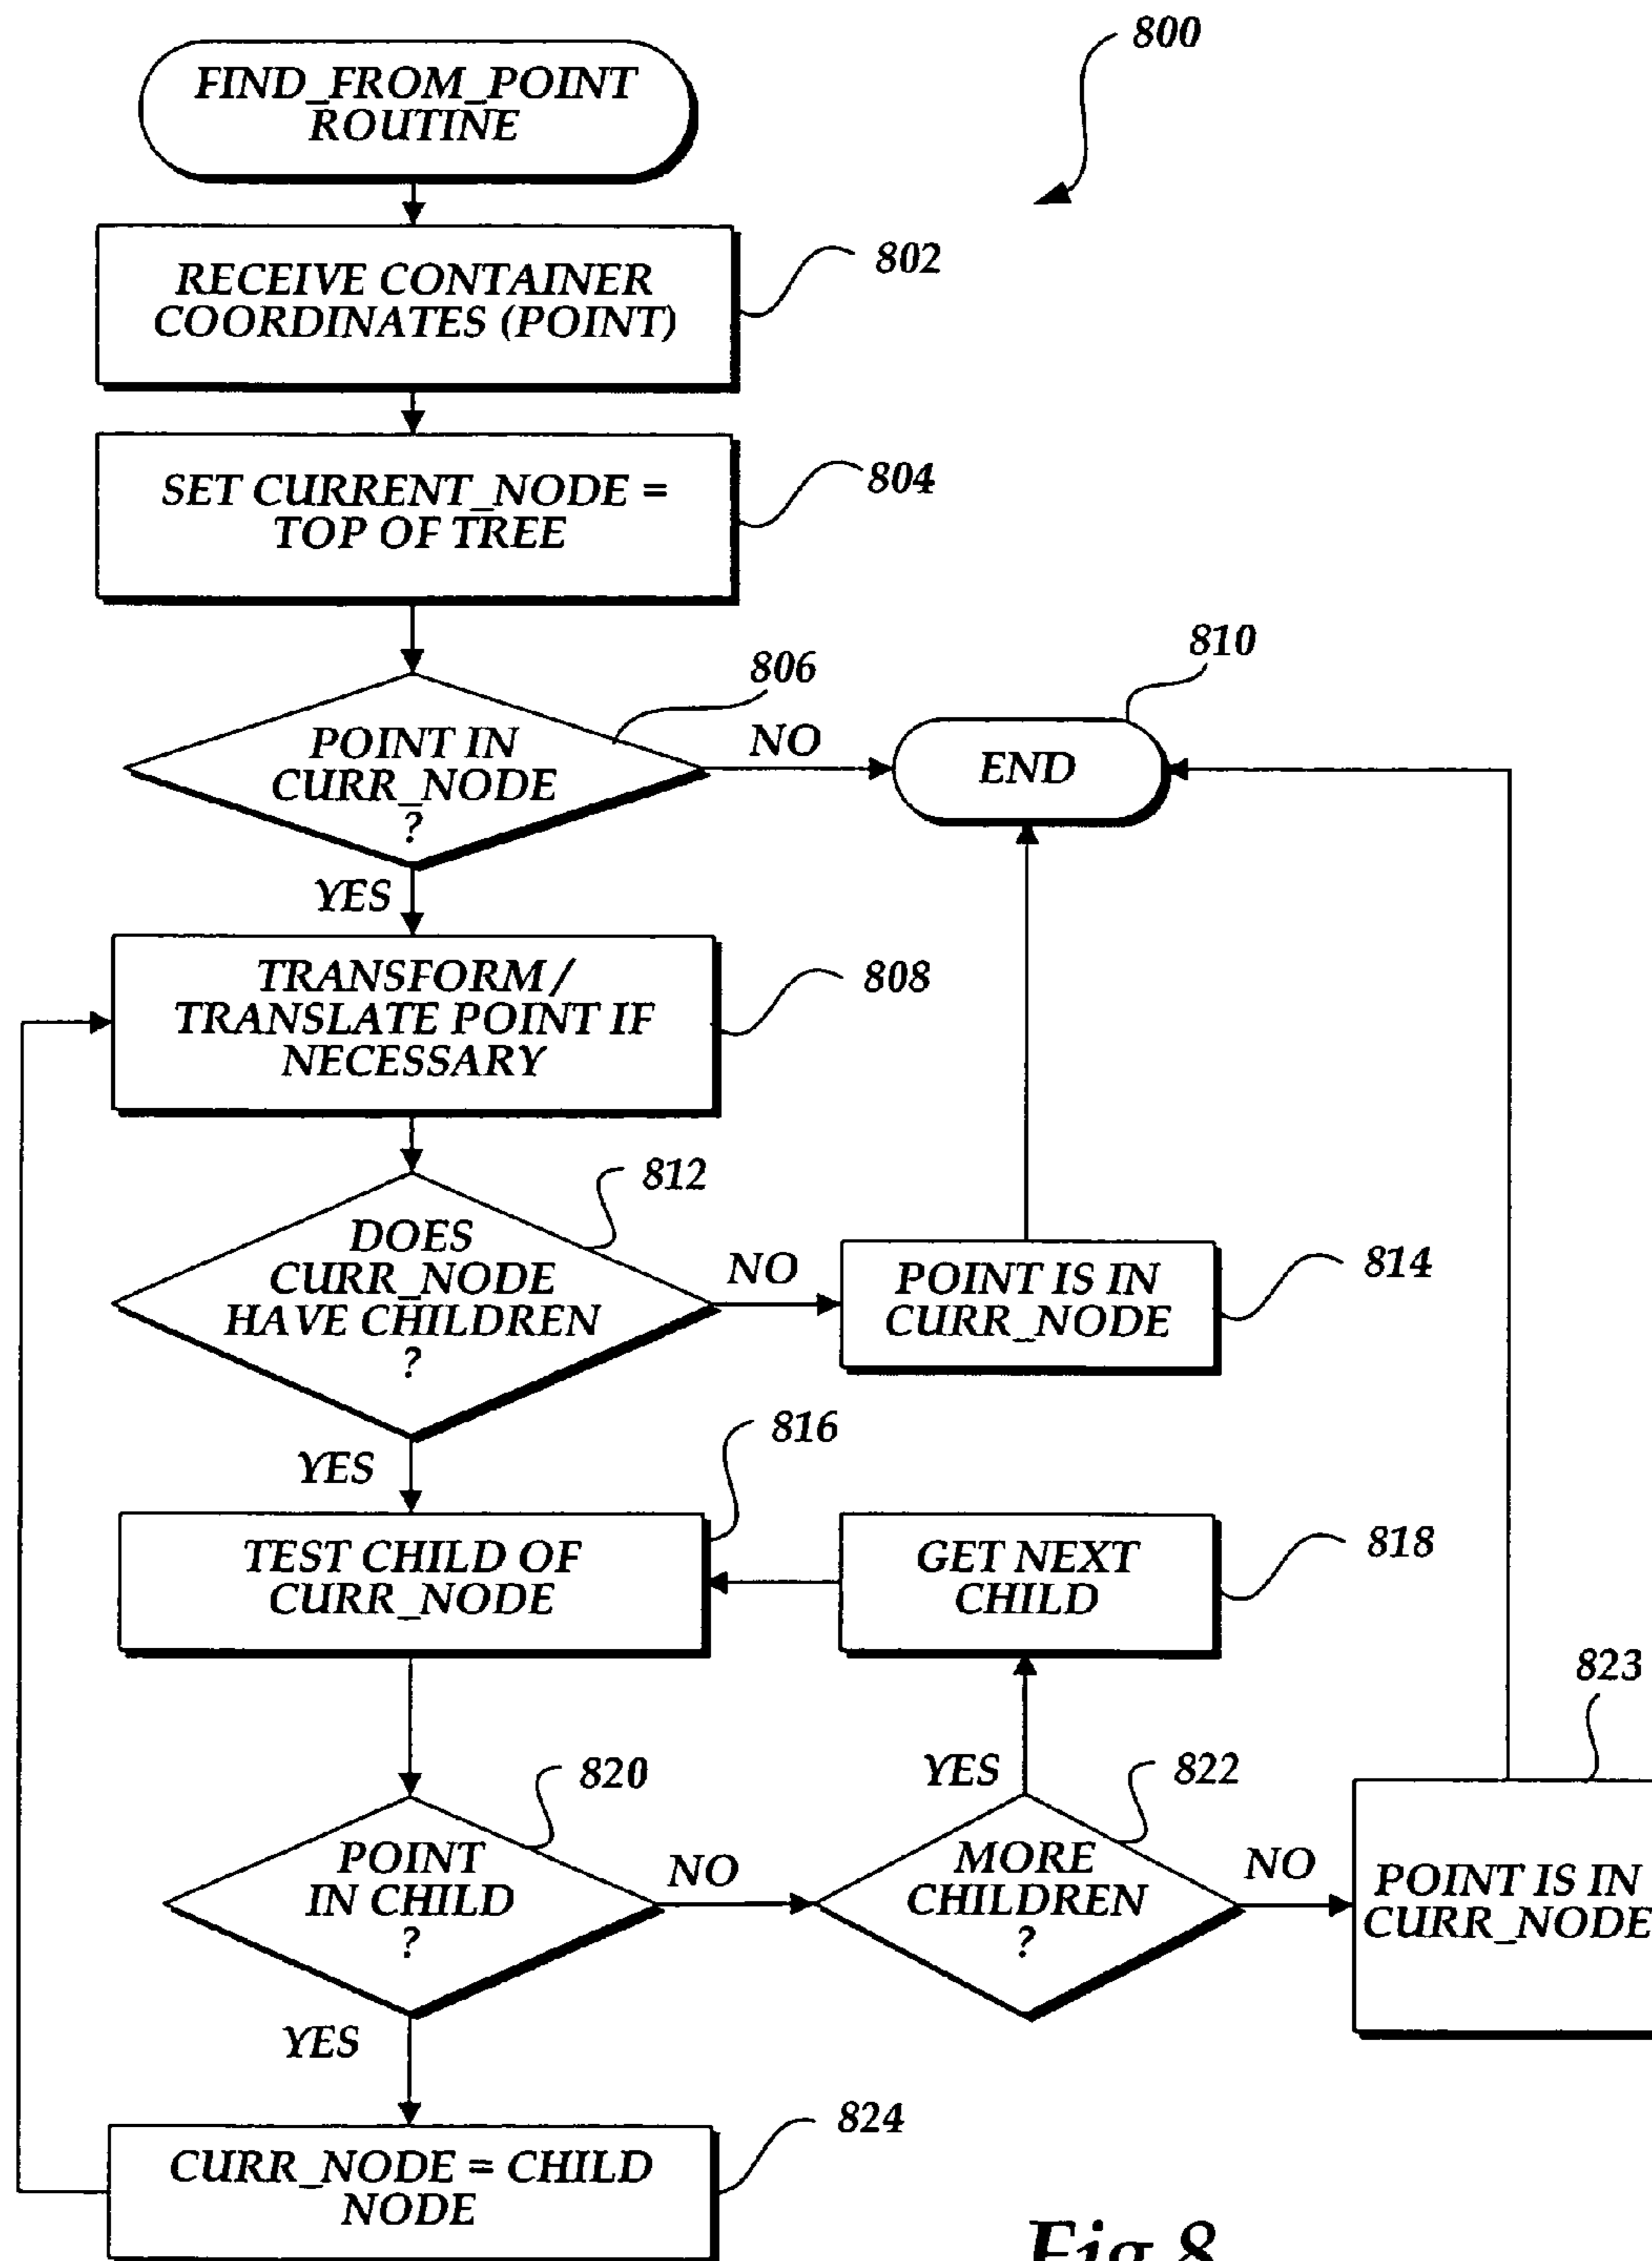 800
FIND_FROM_POINT
ROUTINE
802
RECEIVE CONTAINER
COORDINATES (POINT)
804
SET CURRENT_NODE =
TOP OF TREE
810
806
POINT IN
CURR_NODE
?
NO
END
YES
808
TRANSFORM /
TRANSLATE POINT IF
NECESSARY
812
DOES
CURR_NODE
HAVE CHILDREN
?
NO
814
POINT IS IN
CURR_NODE
YES
816
TEST CHILD OF
CURR_NODE
818
GET NEXT
CHILD
823
820
YES
822
POINT
IN CHILD
?
NO
MORE
CHILDREN
?
NO
POINT IS IN
CURR_NODE
YES
824
CURR_NODE = CHILD
NODE
Fig.8